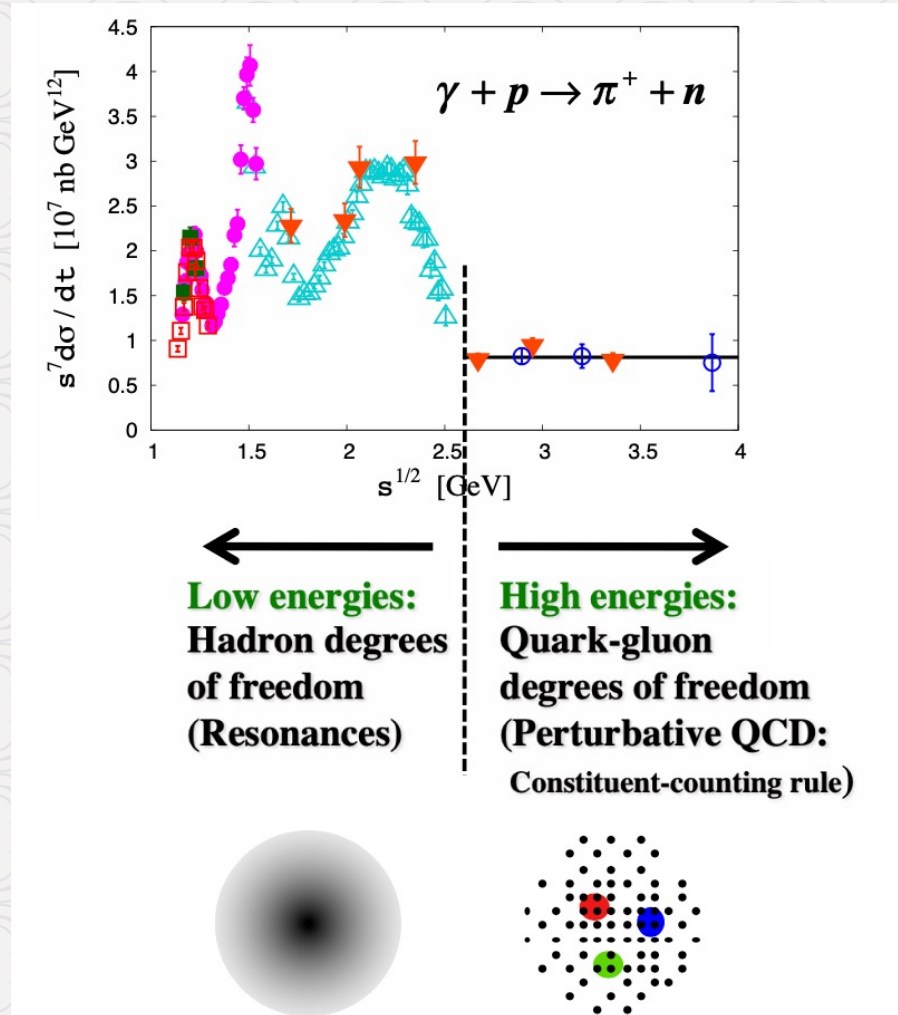 γ + p → π⁺ + n
s⁷dσ / dt [10⁷ nb GeV¹²]
4.5
4
3.5
3
2.5
2
1.5
1
0.5
0
1 1.5 2 2.5 3 3.5 4
s^1/2 [GeV]
Low energies:
Hadron degrees
of freedom
(Resonances)
High energies:
Quark-gluon
degrees of freedom
(Perturbative QCD:
Constituent-counting rule)